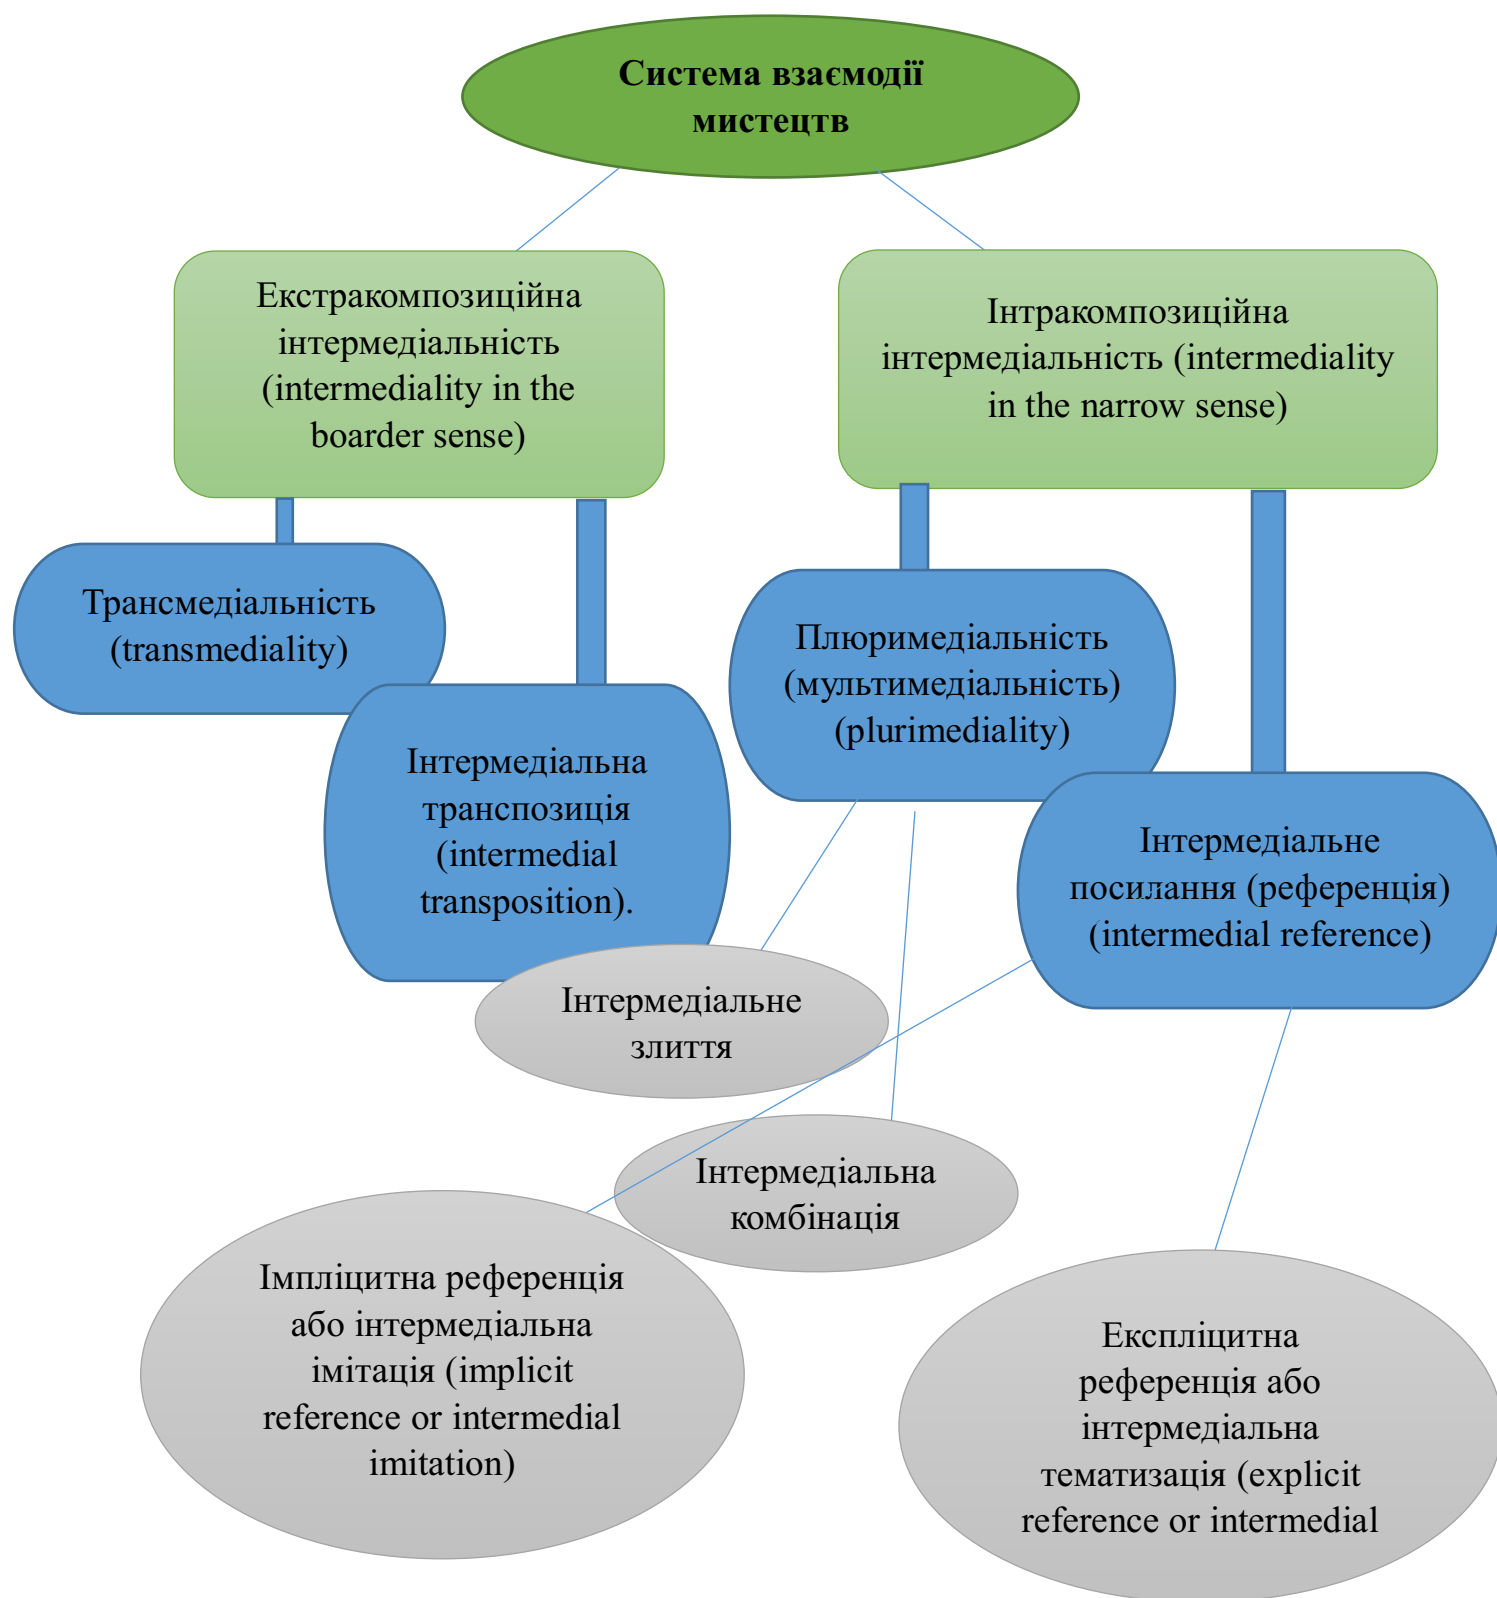 Система взаємодії
мистецтв
Екстракомпозиційна
інтермедіальність
(intermediality in the
boarder sense)
Інтракомпозиційна
інтермедіальність (intermediality
in the narrow sense)
Трансмедіальність
(transmediality)
Плюримедіальність
(мультимедіальність)
(plurimediality)
Інтермедіальна
транспозиція
(intermedial
transposition).
Інтермедіальне
посилання (референція)
(intermedial reference)
Інтермедіальне
злиття
Інтермедіальна
комбінація
Імпліцитна референція
або інтермедіальна
імітація (implicit
reference or intermedial
imitation)
Експліцитна
референція або
інтермедіальна
тематизація (explicit
reference or intermedial